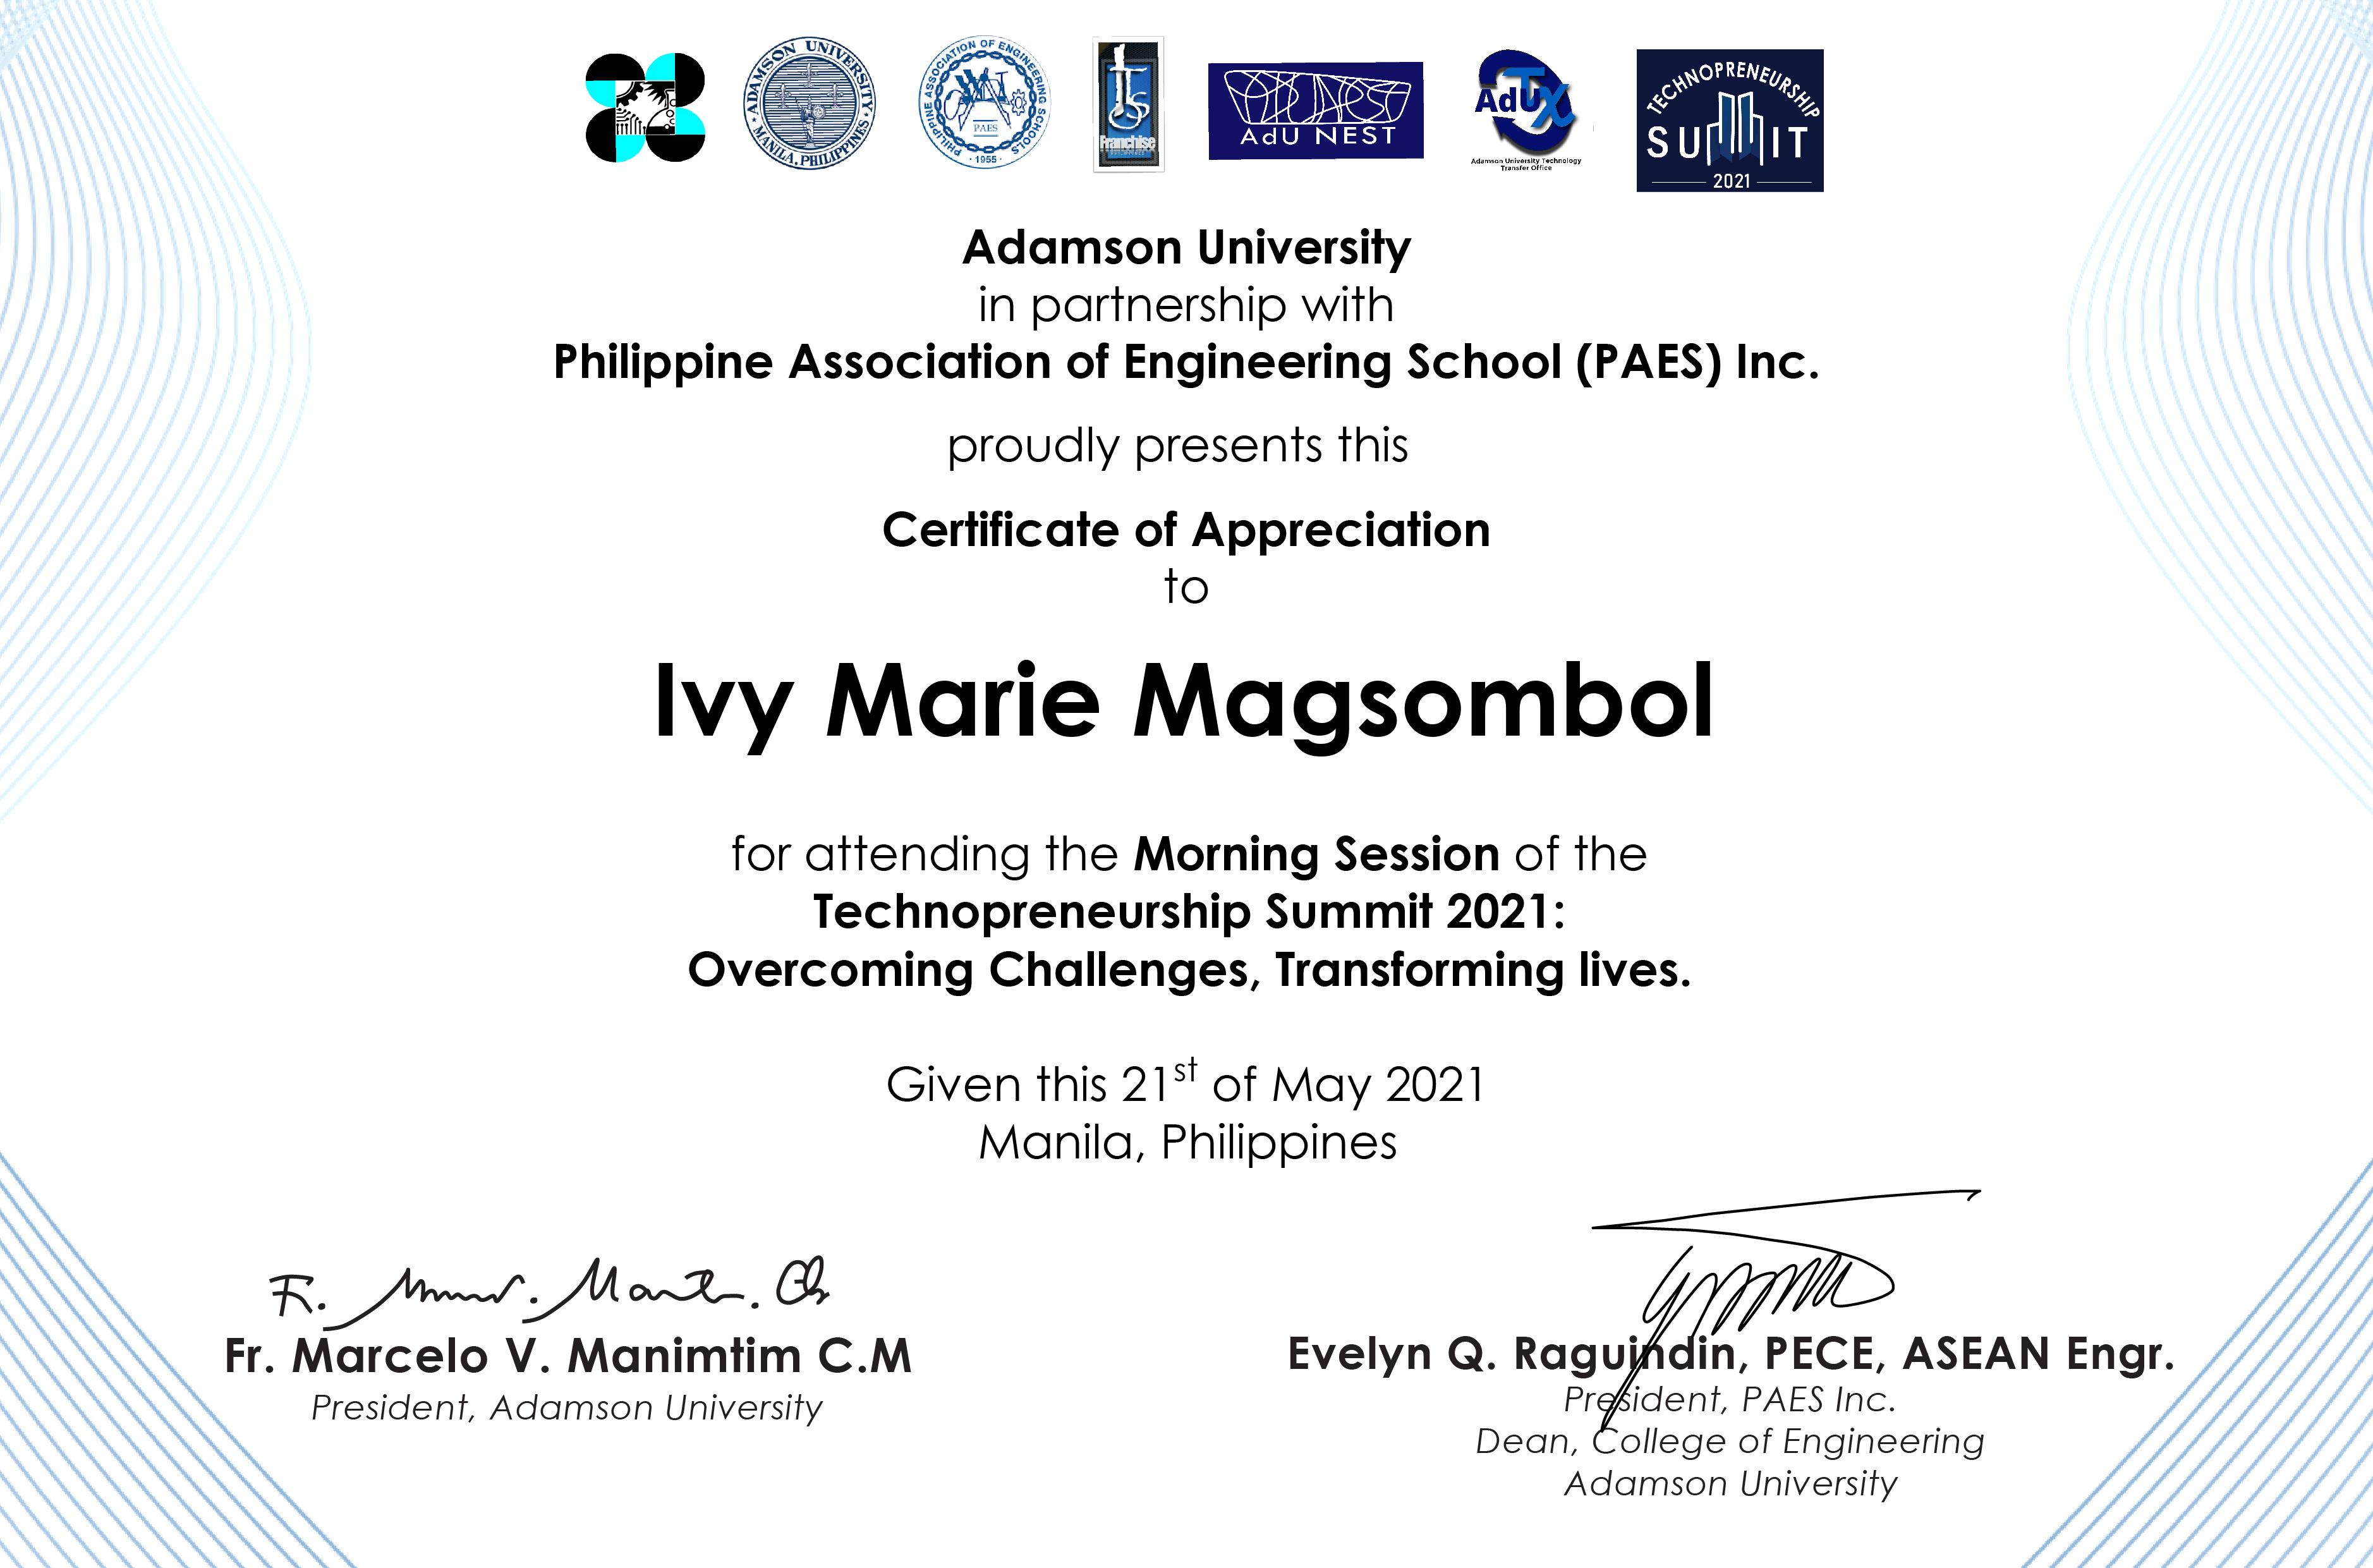 ADAMSON UNIVERSITY
MANILA, PHILIPPINES
PHILIPPINE ASSOCIATION OF ENGINEERING SCHOOLS
PAES
1955
Franchise
AdU NEST
AdUTX
Adamson University Technology
Transfer Office
TECHNOPRENEURSHIP
SUMMIT
2021
Adamson University
in partnership with
Philippine Association of Engineering School (PAES) Inc.
proudly presents this
Certificate of Appreciation
to
Ivy Marie Magsombol
for attending the Morning Session of the
Technopreneurship Summit 2021:
Overcoming Challenges, Transforming lives.
Given this 21st of May 2021
Manila, Philippines
Fr. Marcelo V. Manimtim C.M
President, Adamson University
Evelyn Q. Raguindin, PECE, ASEAN Engr.
President, PAES Inc.
Dean, College of Engineering
Adamson University